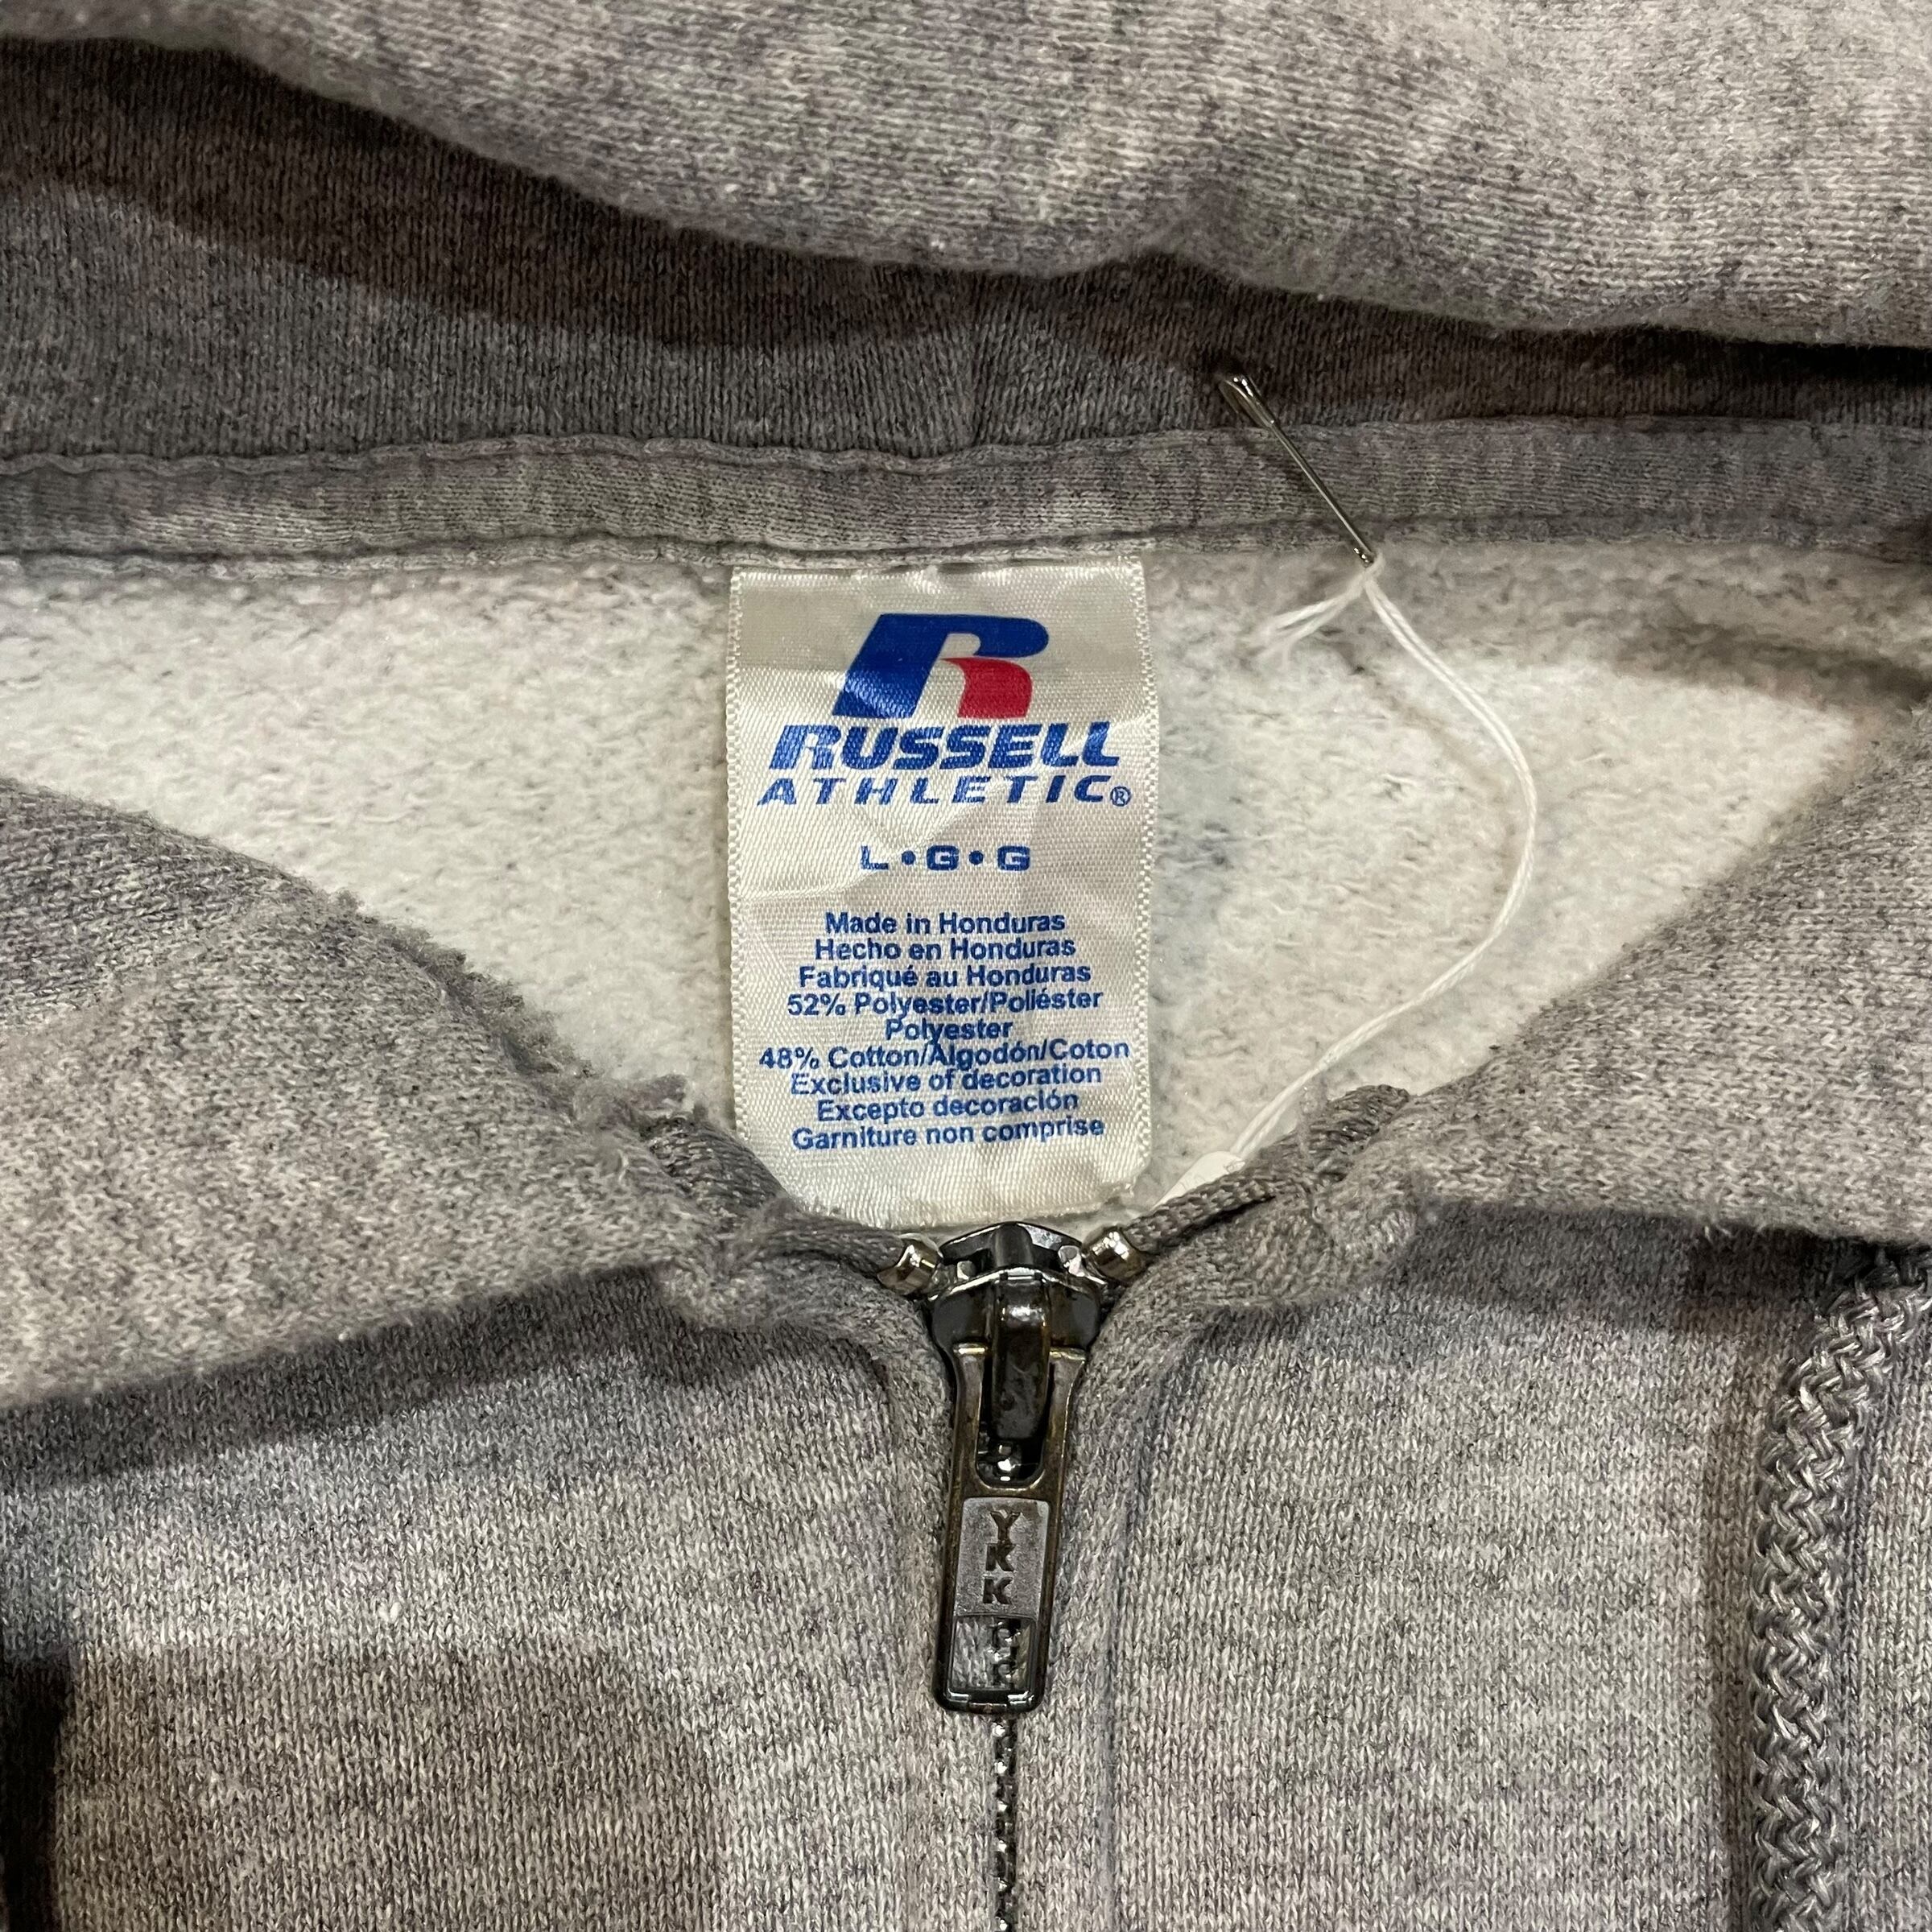 R
RUSSELL
ATHLETIC®
L•G•G
Made in Honduras
Hecho en Honduras
Fabriqué au Honduras
52% Polyester/Poliéster
Polyester
48% Cotton/Algodón/Coton
Exclusive of decoration
Excepto decoración
Garniture non comprise
YKK